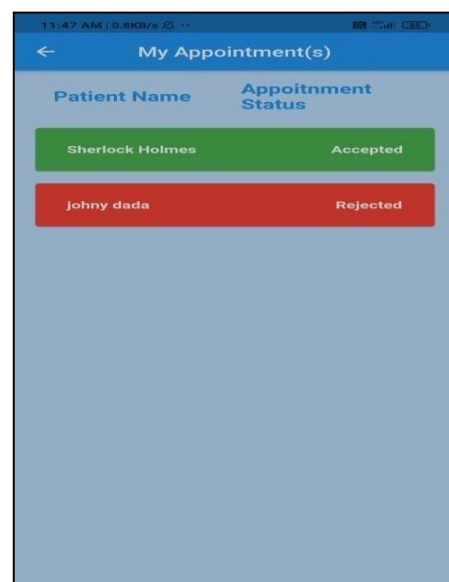 11:47 AM | 0.8KB/s
My Appointment(s)
Patient Name
Appoitnment
Status
Sherlock Holmes Accepted
johny dada Rejected